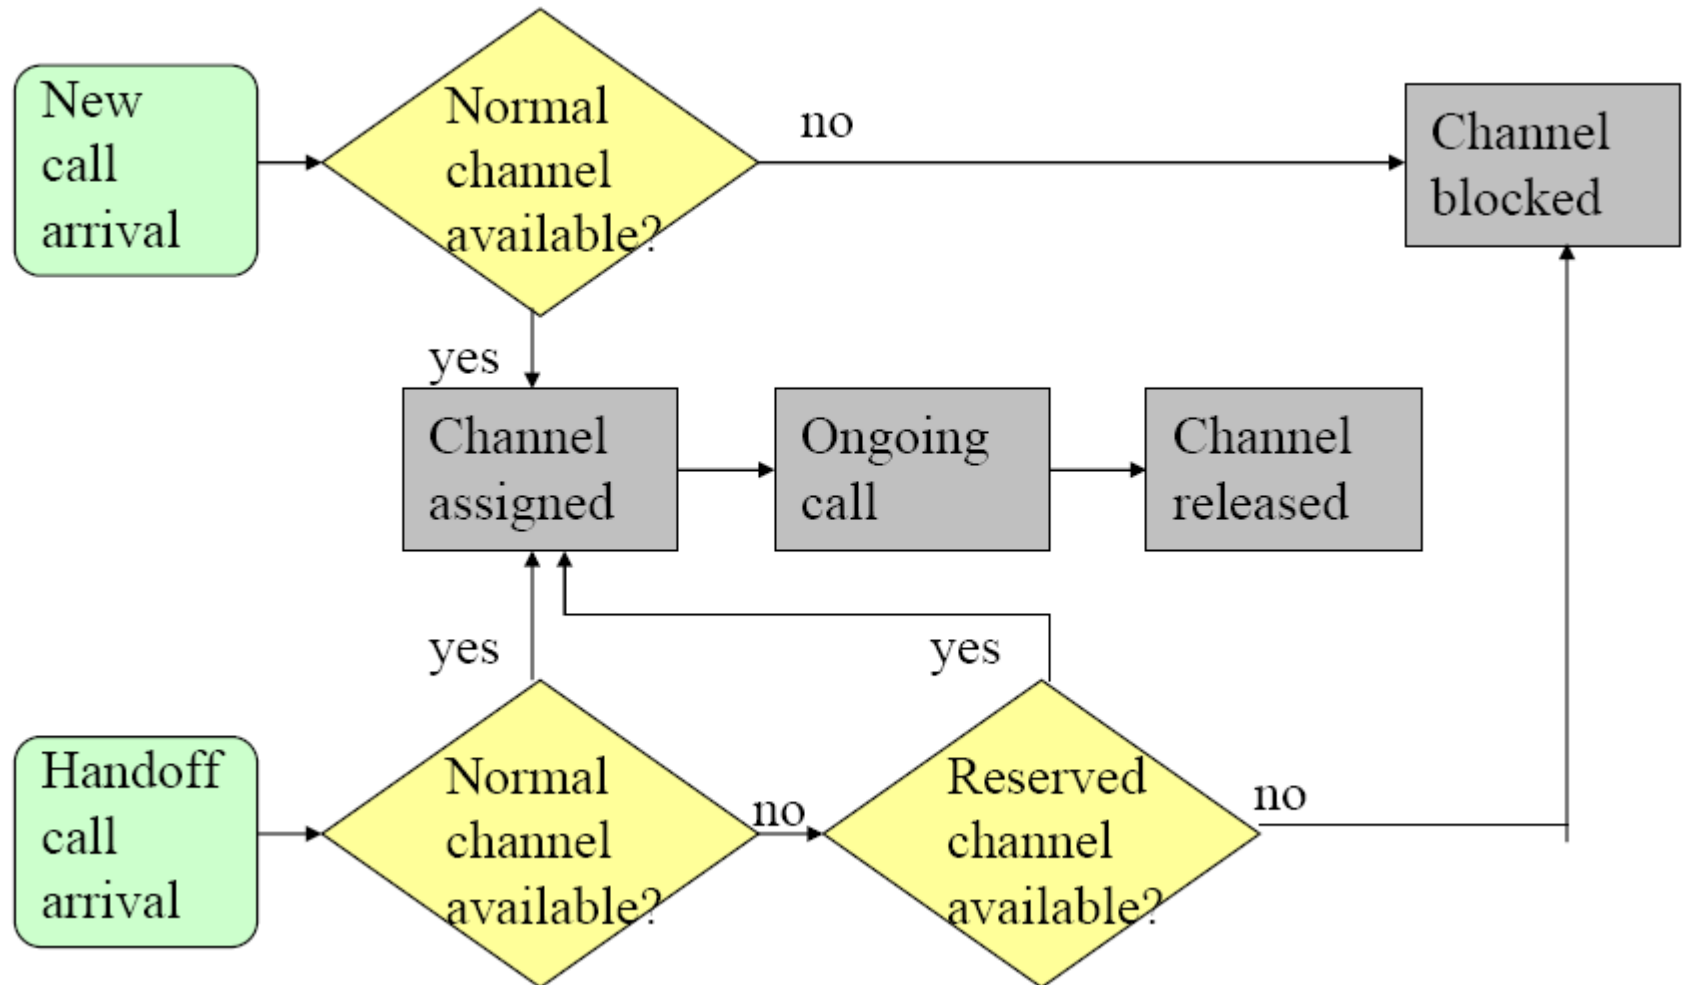 New
call
arrival
Normal
channel
available?
no
Channel
blocked
yes
Channel
assigned
Ongoing
call
Channel
released
yes
yes
Handoff
call
arrival
Normal
channel
available?
no
Reserved
channel
available?
no